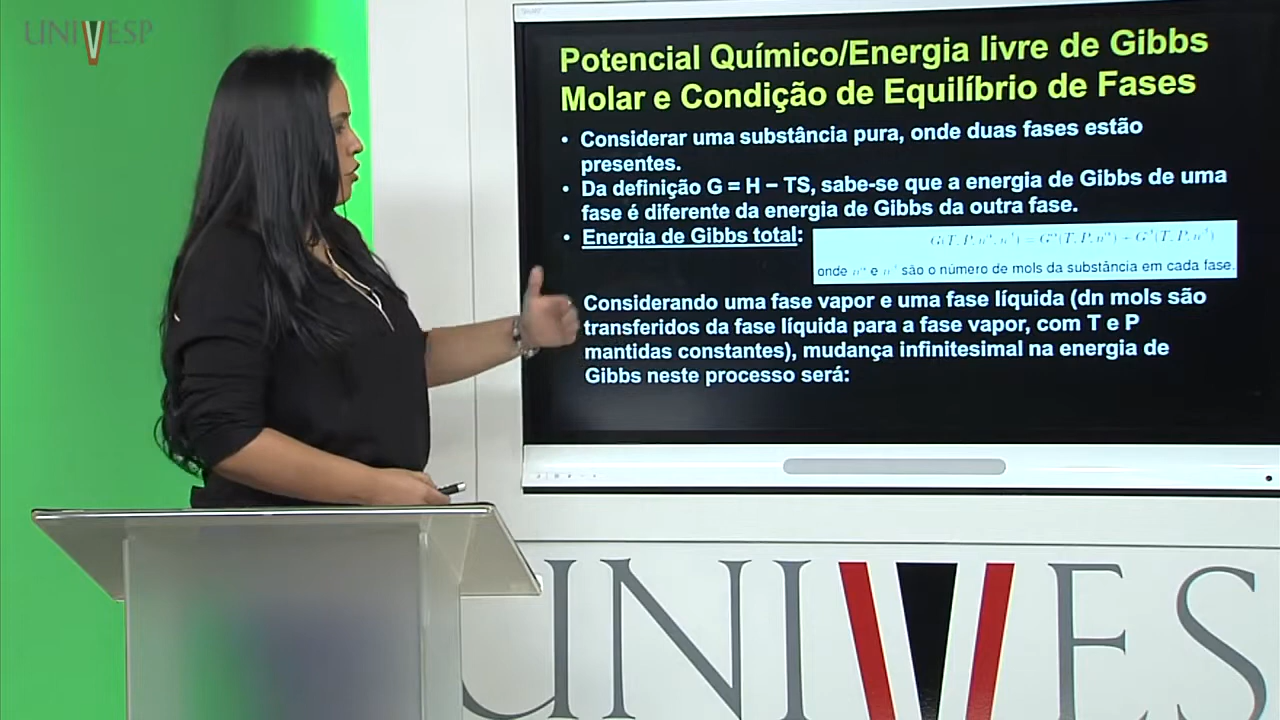 UNIVESP
Potencial Químico/Energia livre de Gibbs
Molar e Condição de Equilíbrio de Fases
• Considerar uma substância pura, onde duas fases estão
presentes.
• Da definição G = H – TS, sabe-se que a energia de Gibbs de uma
fase é diferente da energia de Gibbs da outra fase.
• Energia de Gibbs total:
onde e são o número de mols da substância em cada fase.
Considerando uma fase vapor e uma fase líquida (dn mols são
transferidos da fase líquida para a fase vapor, com T e P
mantidas constantes), mudança infinitesimal na energia de
Gibbs neste processo será:
UNIVESP